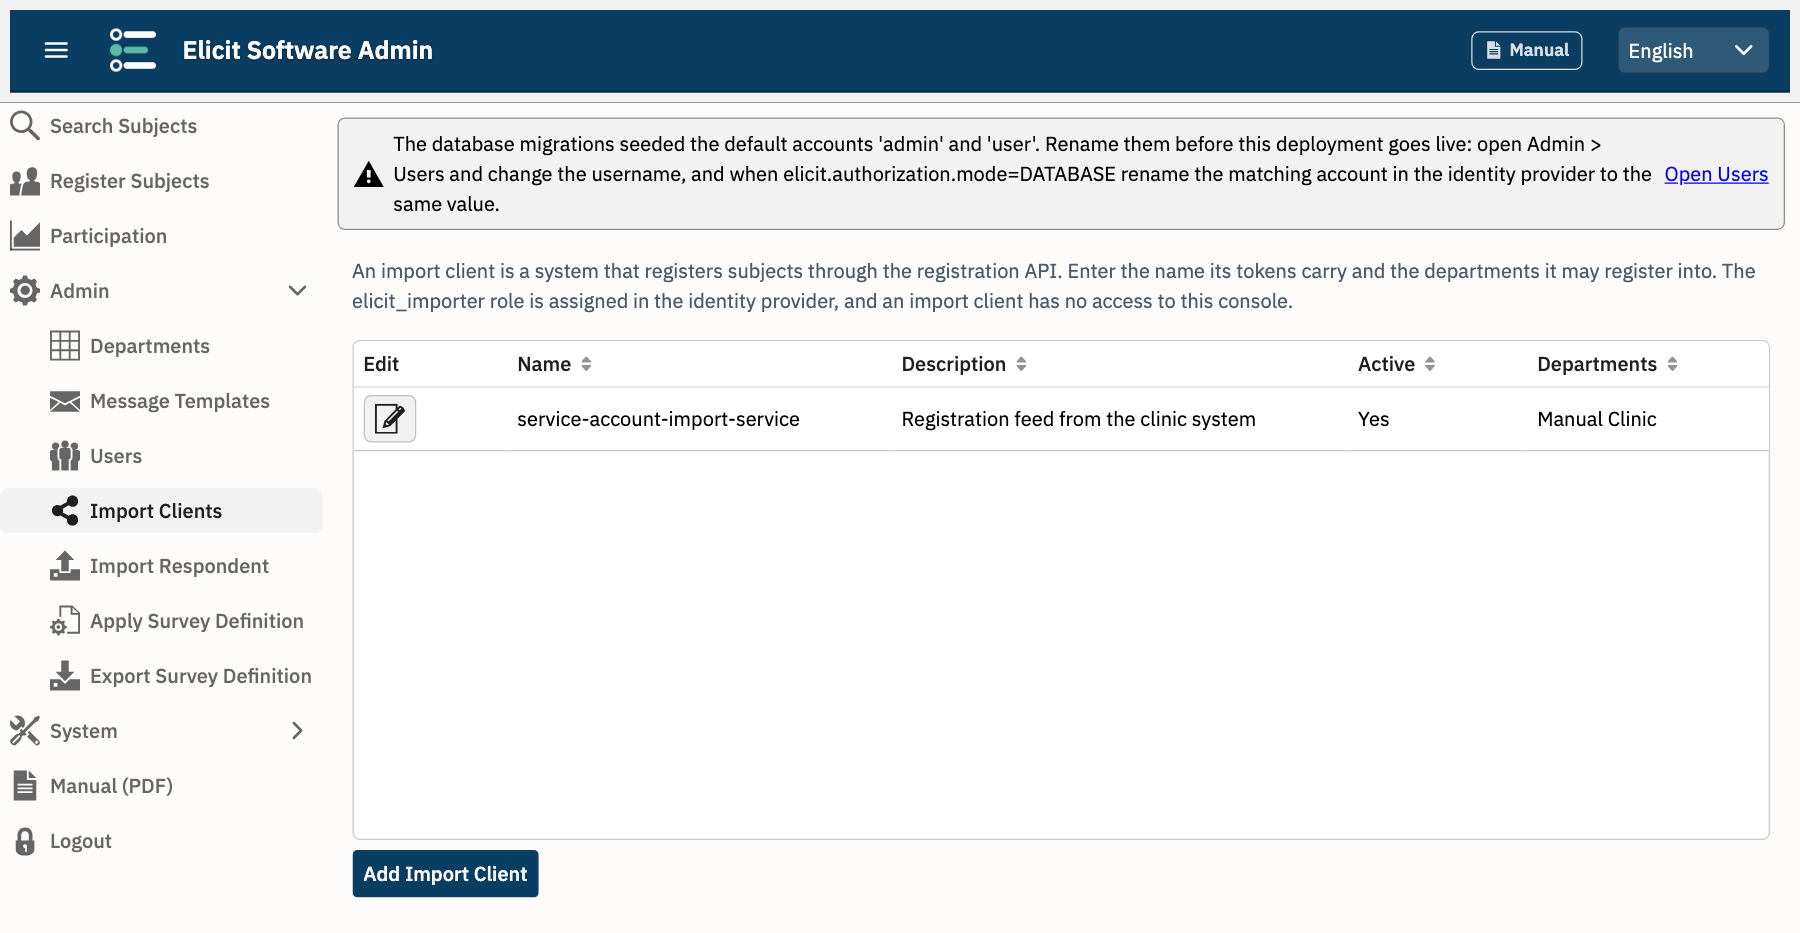 Elicit Software Admin
Manual
English
Search Subjects
Register Subjects
Participation
Admin
Departments
Message Templates
Users
Import Clients
Import Respondent
Apply Survey Definition
Export Survey Definition
System
Manual (PDF)
Logout
The database migrations seeded the default accounts 'admin' and 'user'. Rename them before this deployment goes live: open Admin >
Users and change the username, and when elicit.authorization.mode=DATABASE rename the matching account in the identity provider to the
same value.
Open Users
An import client is a system that registers subjects through the registration API. Enter the name its tokens carry and the departments it may register into. The
elicit_importer role is assigned in the identity provider, and an import client has no access to this console.
Edit Name Description Active Departments
service-account-import-service Registration feed from the clinic system Yes Manual Clinic
Add Import Client